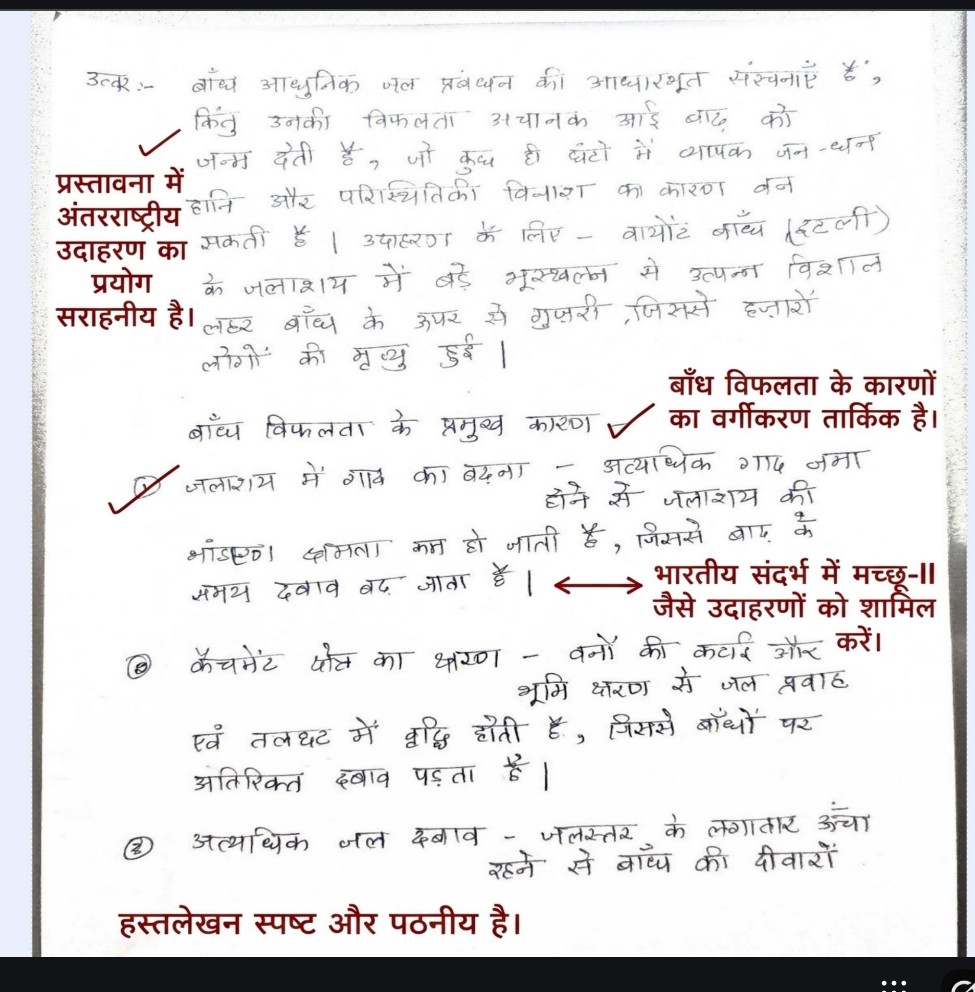 उत्तर :- बाँध आधुनिक जल प्रबंधन की आधारभूत संरचनाएँ हैं,
किंतु उनकी विफलता अचानक आई बाढ़ को
जन्म देती है, जो कुछ ही घंटो में व्यापक जन-धन
हानि और परिस्थितिकी विनाश का कारण बन
सकती है | उदाहरण के लिए - वायोंट बाँध (इटली)
के जलाशय में बड़े भूस्खलन से उत्पन्न विशाल
लहर बाँध के ऊपर से गुज़री, जिससे हज़ारों
लोगों की मृत्यु हुई |
प्रस्तावना में
अंतरराष्ट्रीय
उदाहरण का
प्रयोग
सराहनीय है।
बाँध विफलता के कारणों
का वर्गीकरण तार्किक है।
बाँध विफलता के प्रमुख कारण
① जलाशय में गाद का बढ़ना - अत्याधिक गाद जमा
होने से जलाशय की
भांडारण क्षमता कम हो जाती है, जिससे बाढ़ के
समय दबाव बढ़ जाता है |
भारतीय संदर्भ में मच्छू-II
जैसे उदाहरणों को शामिल
करें।
② कैचमेंट क्षेत्र का क्षरण - वनों की कटाई और
भूमि क्षरण से जल प्रवाह
एवं तलछट में वृद्धि होती है, जिससे बाँधों पर
अतिरिक्त दबाव पड़ता है |
③ अत्याधिक जल दबाव - जलस्तर के लगातार ऊँचा
रहने से बाँध की दीवारों
हस्तलेखन स्पष्ट और पठनीय है।